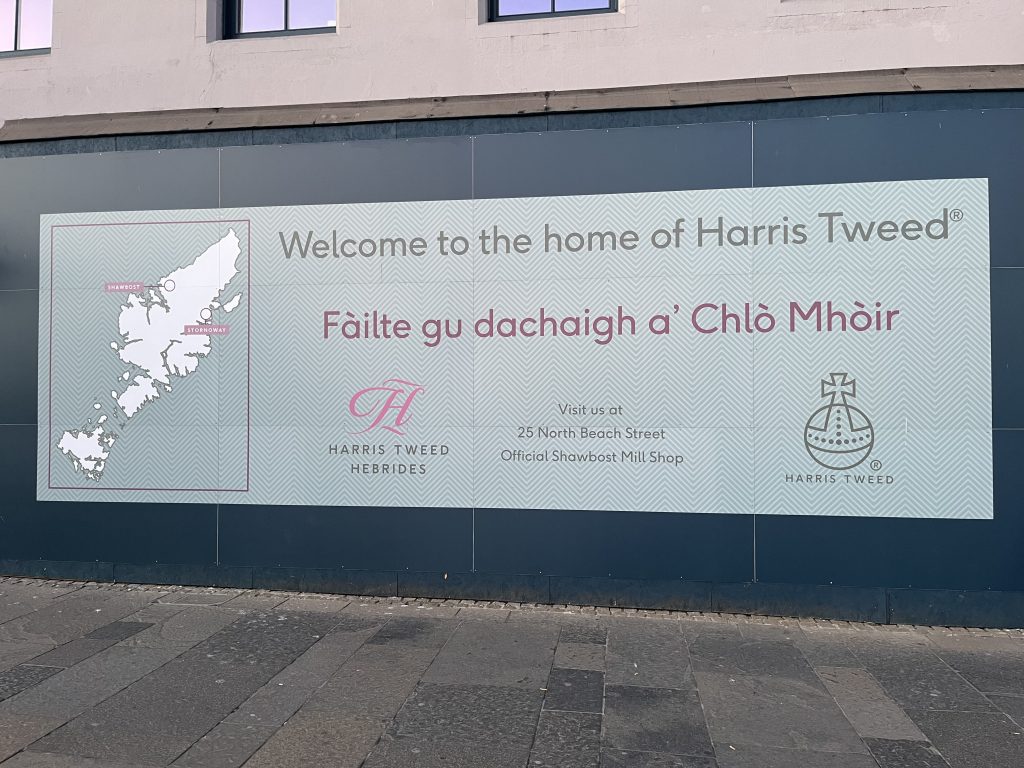 Welcome to the home of Harris Tweed®
Fàilte gu dachaigh a' Chlò Mhòir
SHAWBOST
STORNOWAY
H
HARRIS TWEED
HEBRIDES
Visit us at
25 North Beach Street
Official Shawbost Mill Shop
®
HARRIS TWEED